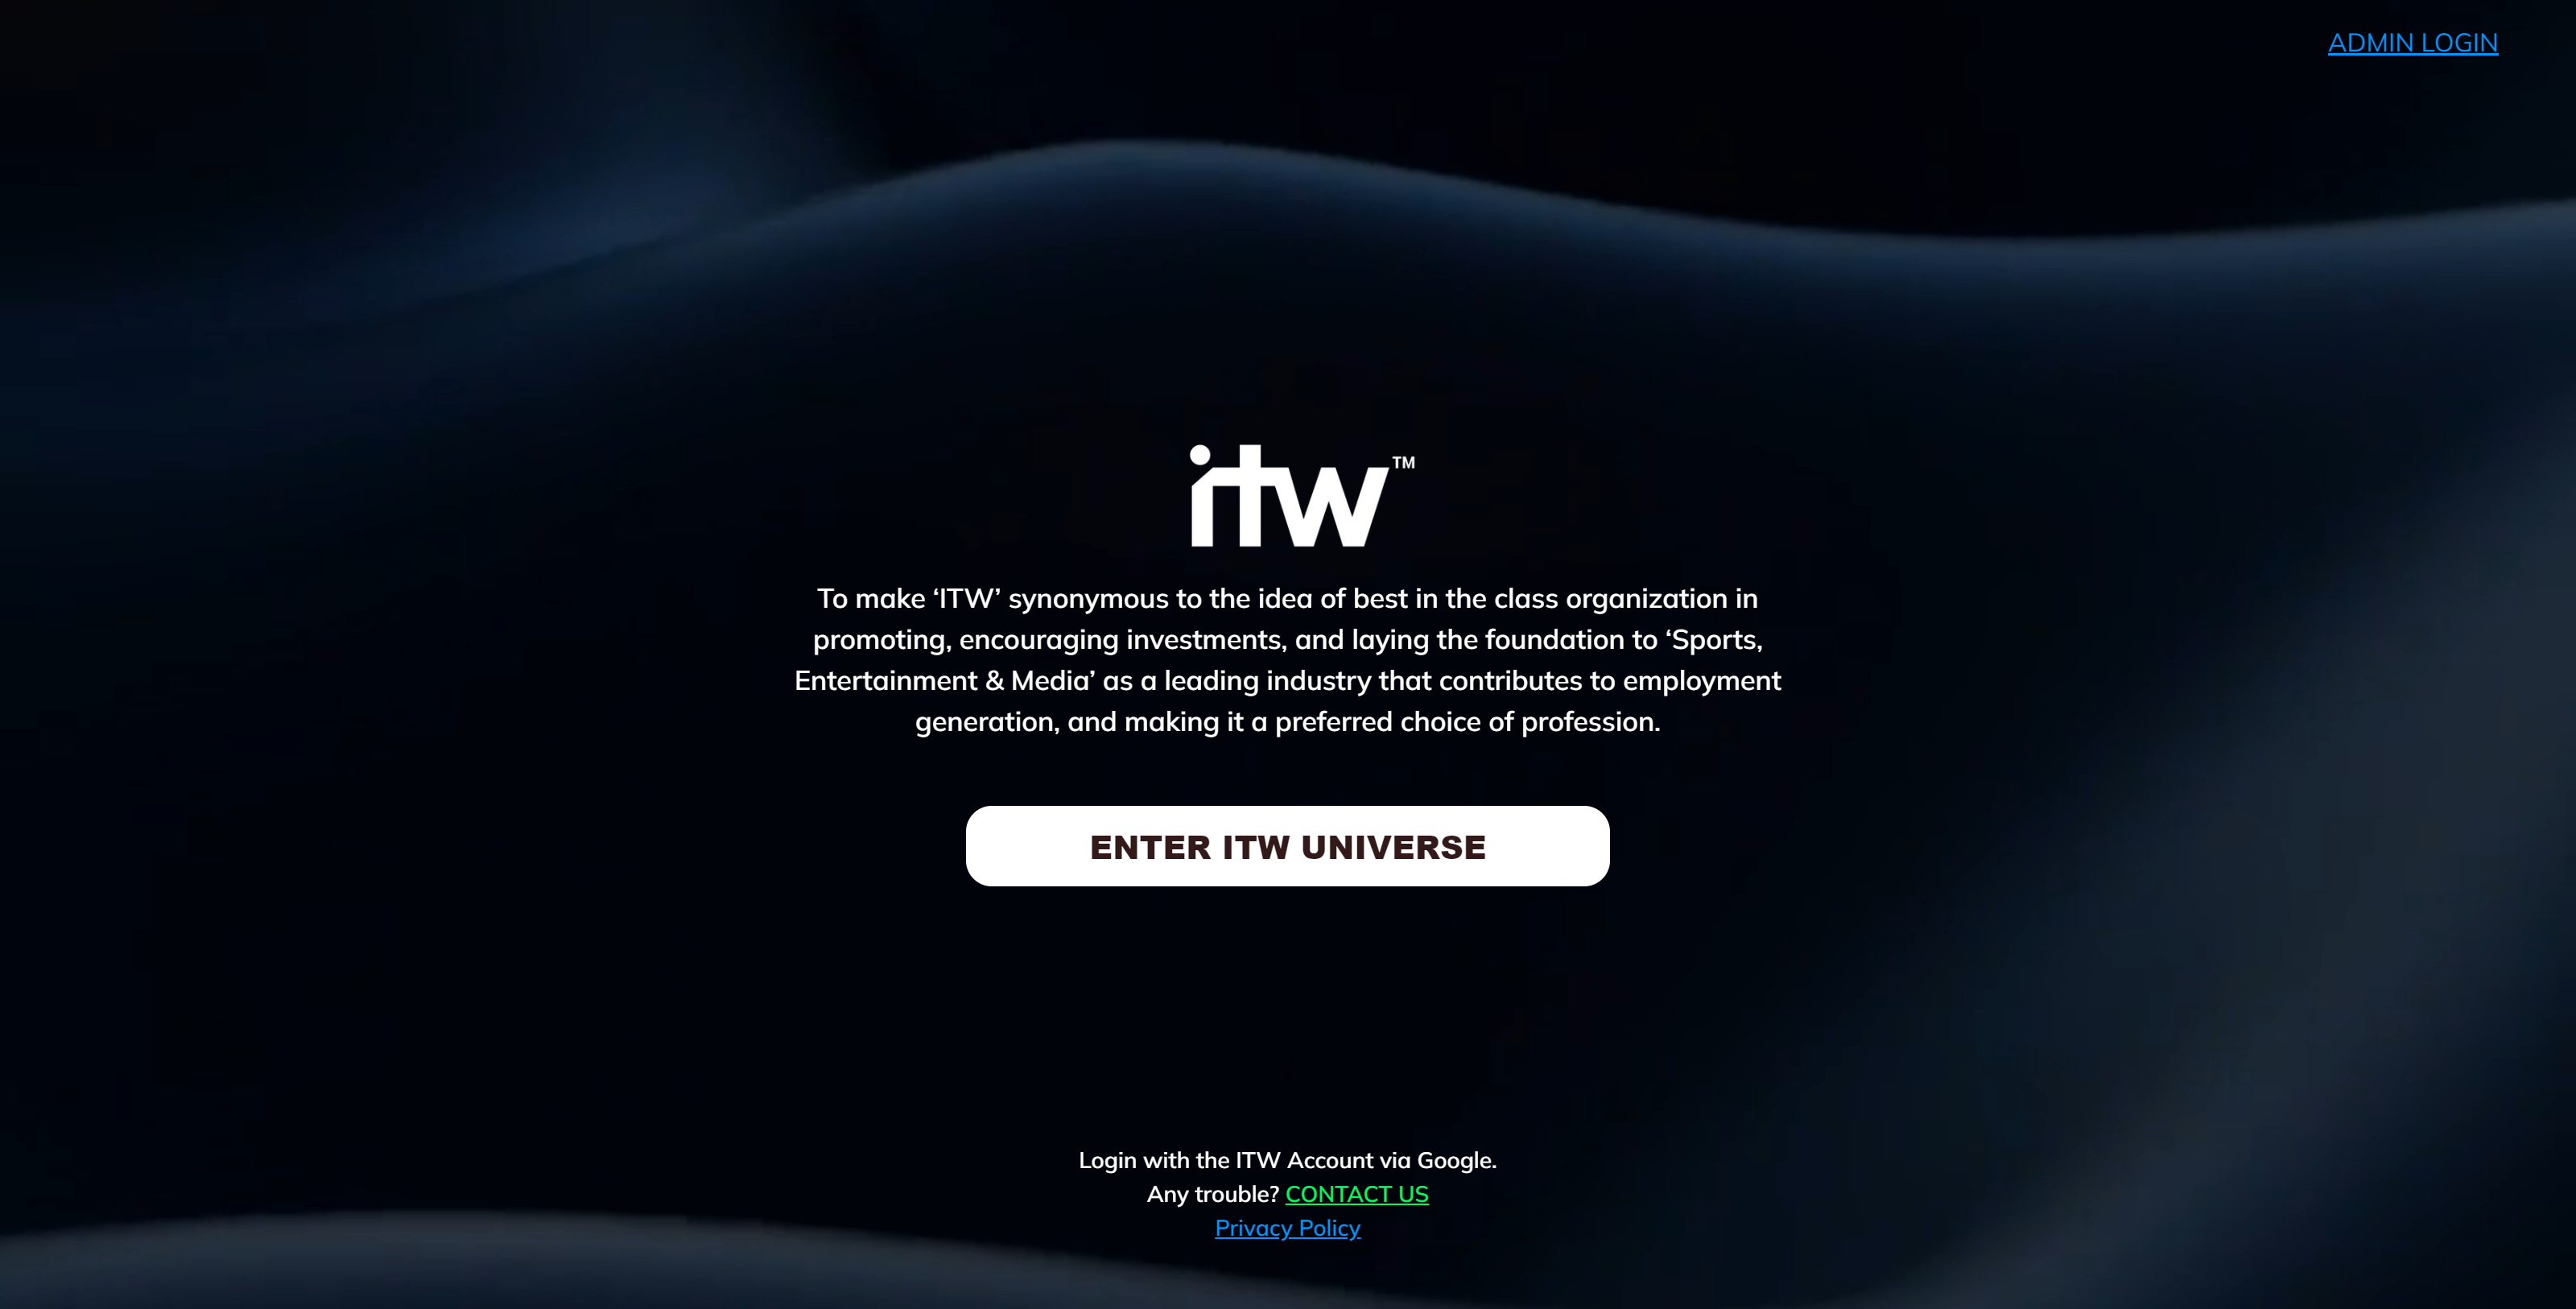 ADMIN LOGIN
itw™
To make ‘ITW’ synonymous to the idea of best in the class organization in
promoting, encouraging investments, and laying the foundation to ‘Sports,
Entertainment & Media’ as a leading industry that contributes to employment
generation, and making it a preferred choice of profession.
ENTER ITW UNIVERSE
Login with the ITW Account via Google.
Any trouble? CONTACT US
Privacy Policy